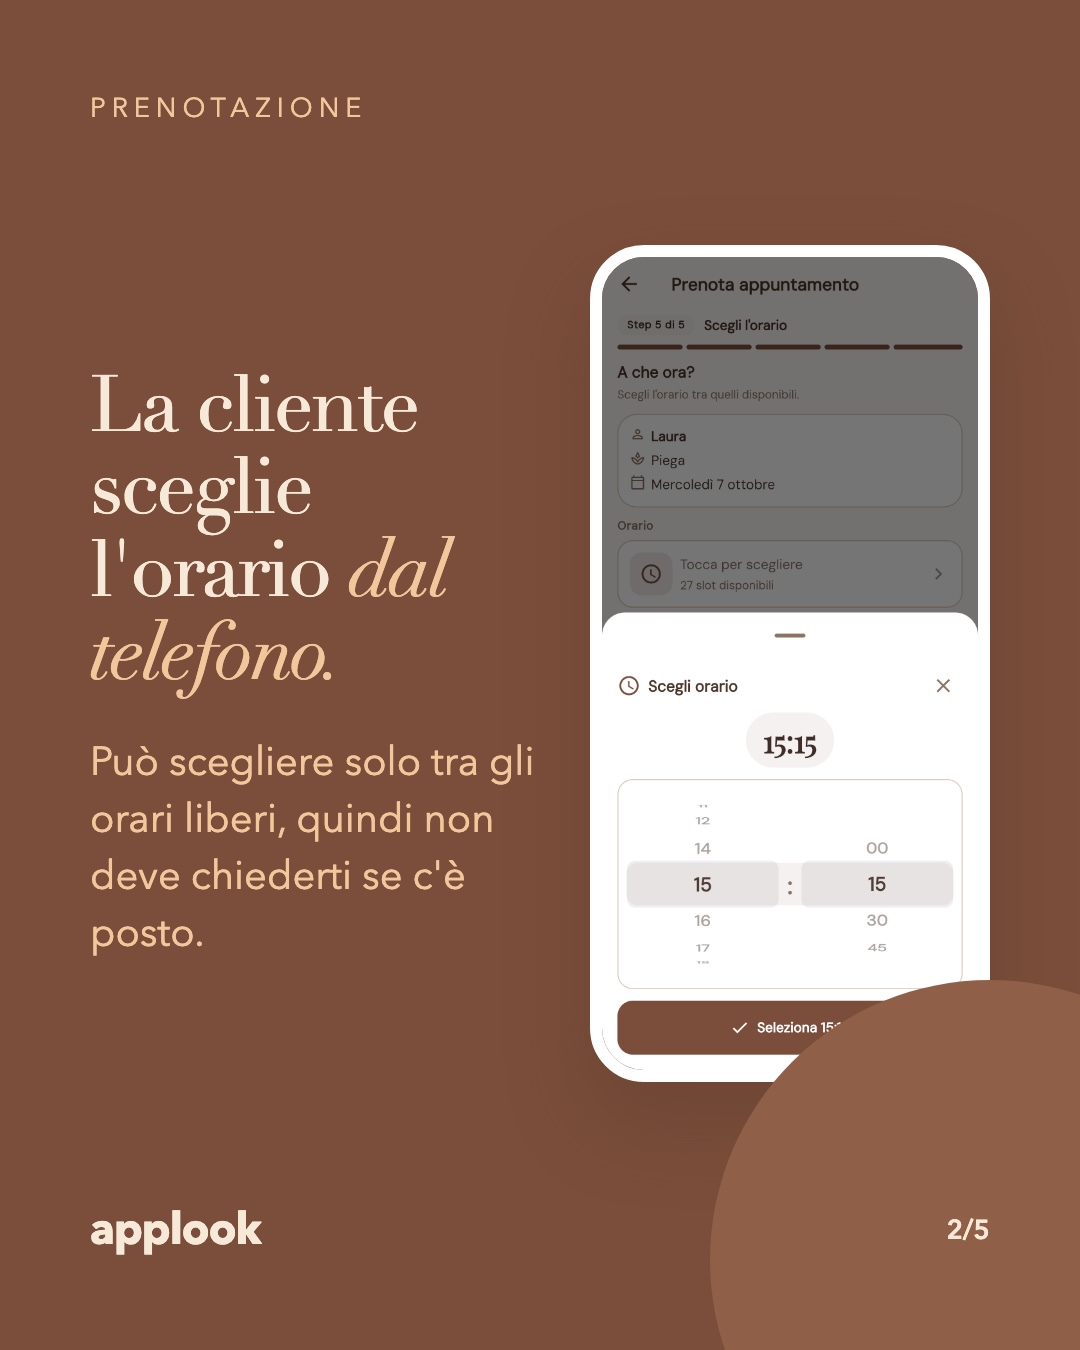 PRENOTAZIONE
La cliente
sceglie
l'orario dal
telefono.
Può scegliere solo tra gli
orari liberi, quindi non
deve chiederti se c'è
posto.
Prenota appuntamento
Step 5 di 5 Scegli l'orario
A che ora?
Scegli l'orario tra quelli disponibili.
Laura
Piega
Mercoledì 7 ottobre
Orario
Tocca per scegliere
27 slot disponibili
Scegli orario
15:15
12
14 00
15 : 15
16 30
17 45
Seleziona
applook
2/5